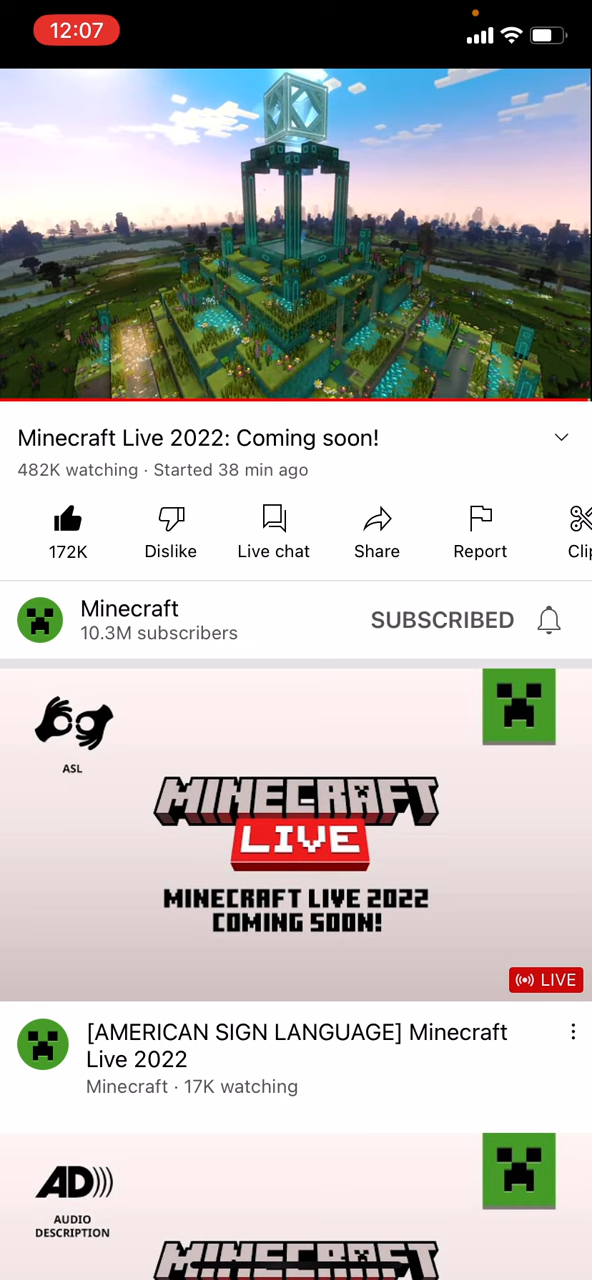 12:07
Minecraft Live 2022: Coming soon!
482K watching · Started 38 min ago
172K
Dislike
Live chat
Share
Report
Clip
Minecraft
10.3M subscribers
SUBSCRIBED
ASL
MINECRAFT
LIVE
MINECRAFT LIVE 2022
COMING SOON!
LIVE
[AMERICAN SIGN LANGUAGE] Minecraft
Live 2022
Minecraft · 17K watching
AD
AUDIO
DESCRIPTION
MINECRAFT